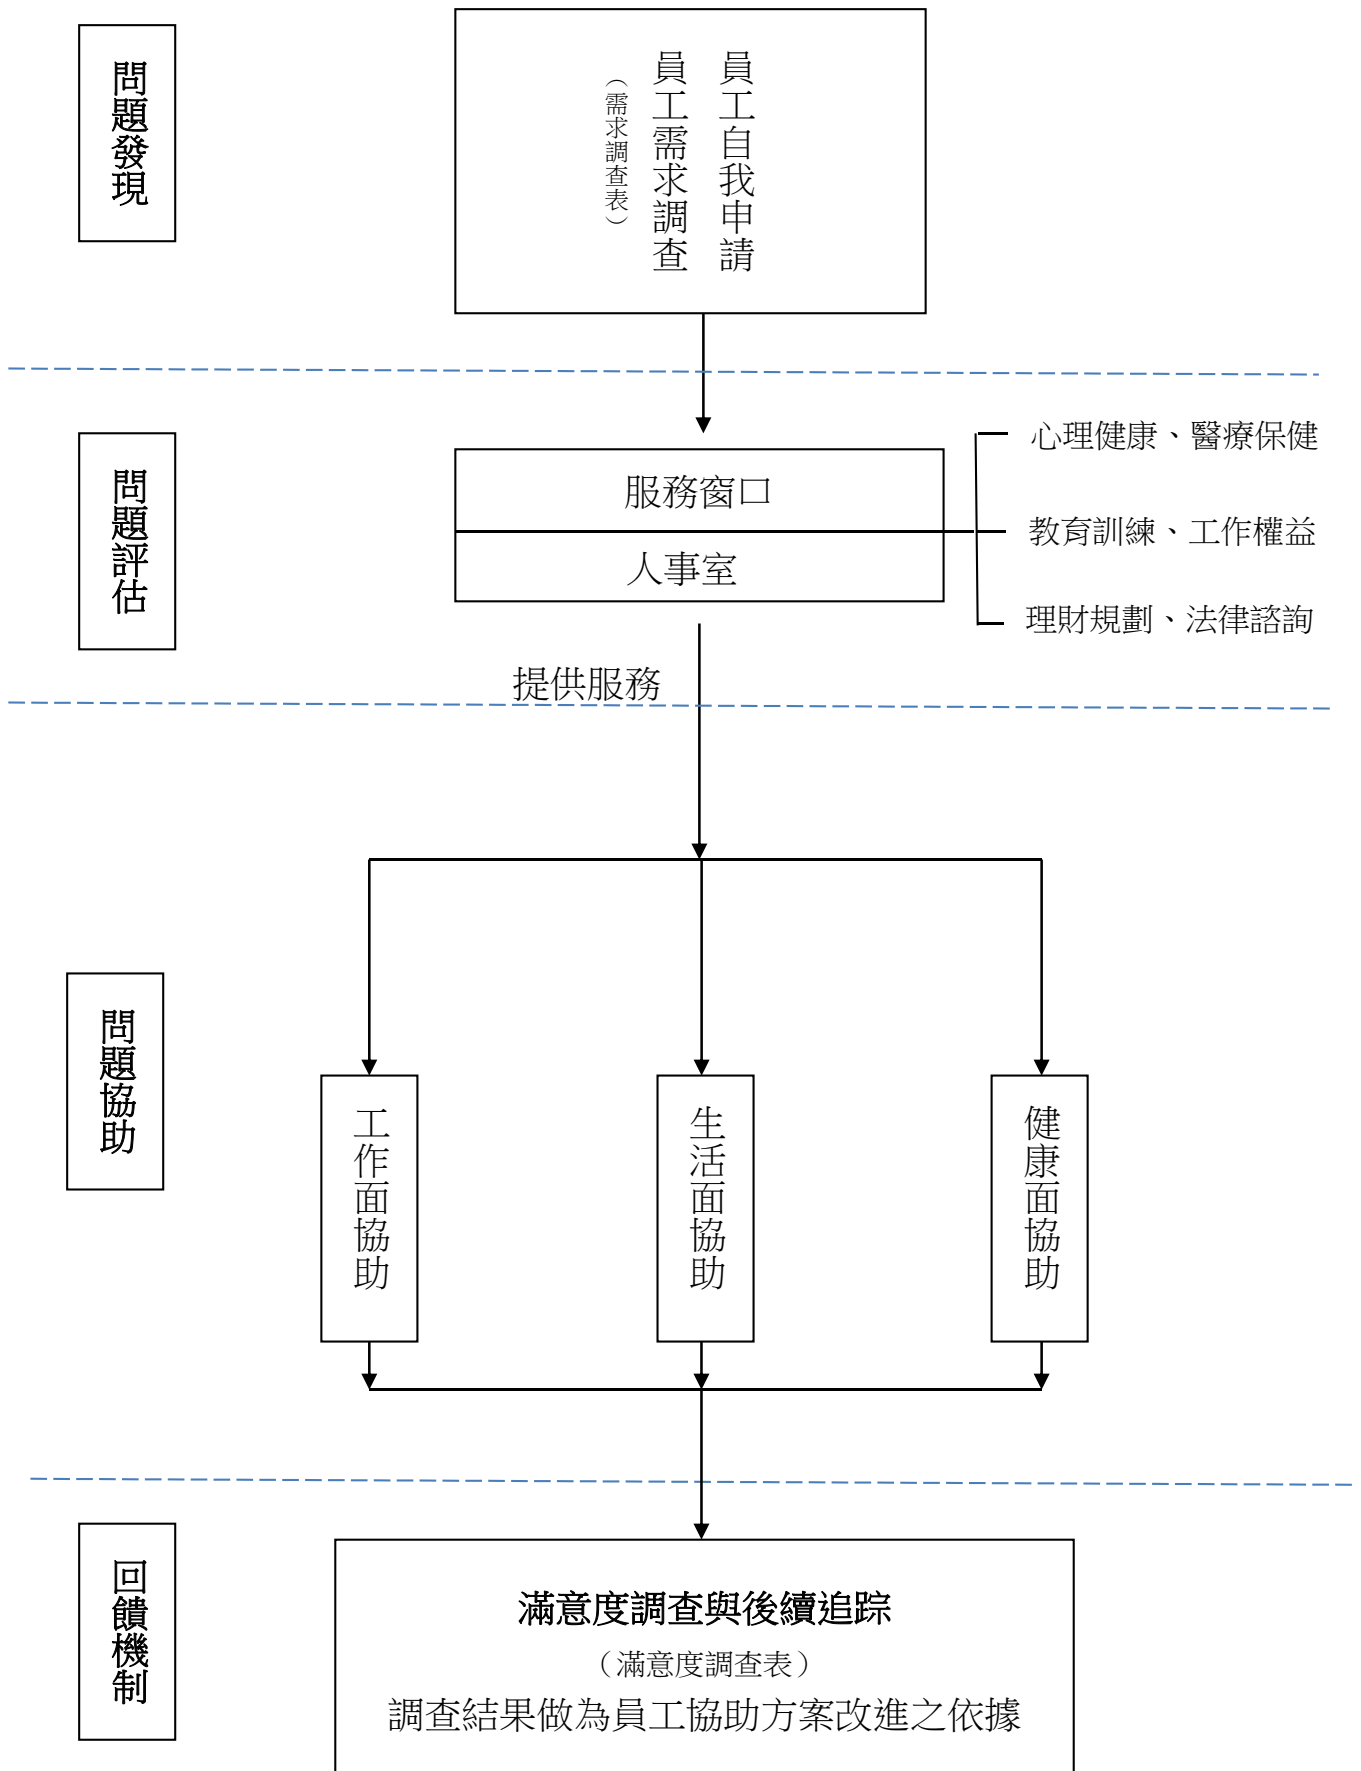 問題發現
員工自我申請
員工需求調查
（需求調查表）
問題評估
服務窗口
人事室
心理健康、醫療保健
教育訓練、工作權益
理財規劃、法律諮詢
提供服務
問題協助
工作面協助
生活面協助
健康面協助
回饋機制
滿意度調查與後續追踪
（滿意度調查表）
調查結果做為員工協助方案改進之依據